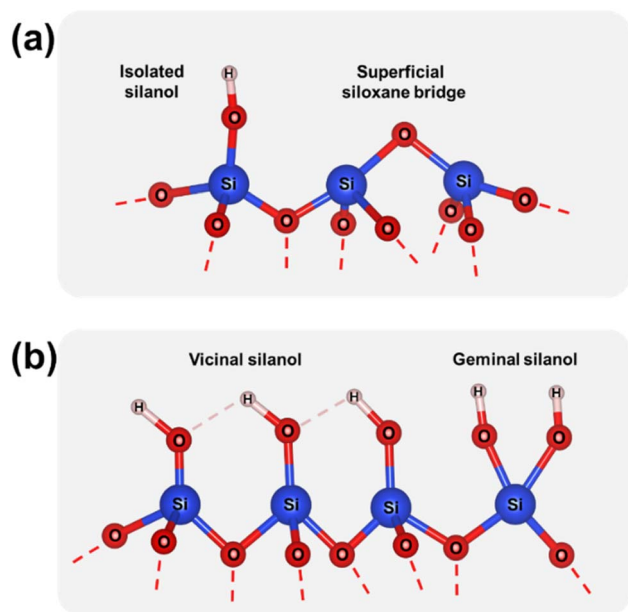 (a)
Isolated
silanol
Superficial
siloxane bridge
H
O
O
Si Si Si
O O O O O O O O
(b)
Vicinal silanol
Geminal silanol
H H H H H
O O O O O
Si Si Si Si
O O O O O O O O